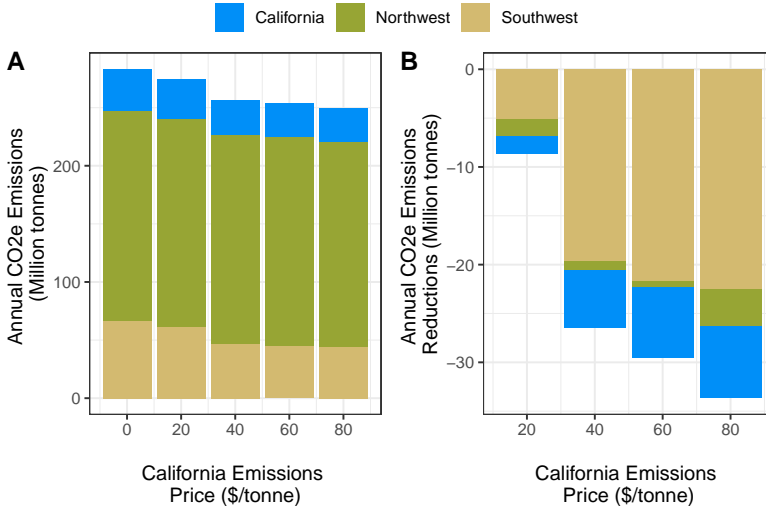 California Northwest Southwest
A
Annual CO2e Emissions
(Million tonnes)
200
100
0
0 20 40 60 80
California Emissions
Price ($/tonne)
B
Annual CO2e Emissions
Reductions (Million tonnes)
0
−10
−20
−30
20 40 60 80
California Emissions
Price ($/tonne)